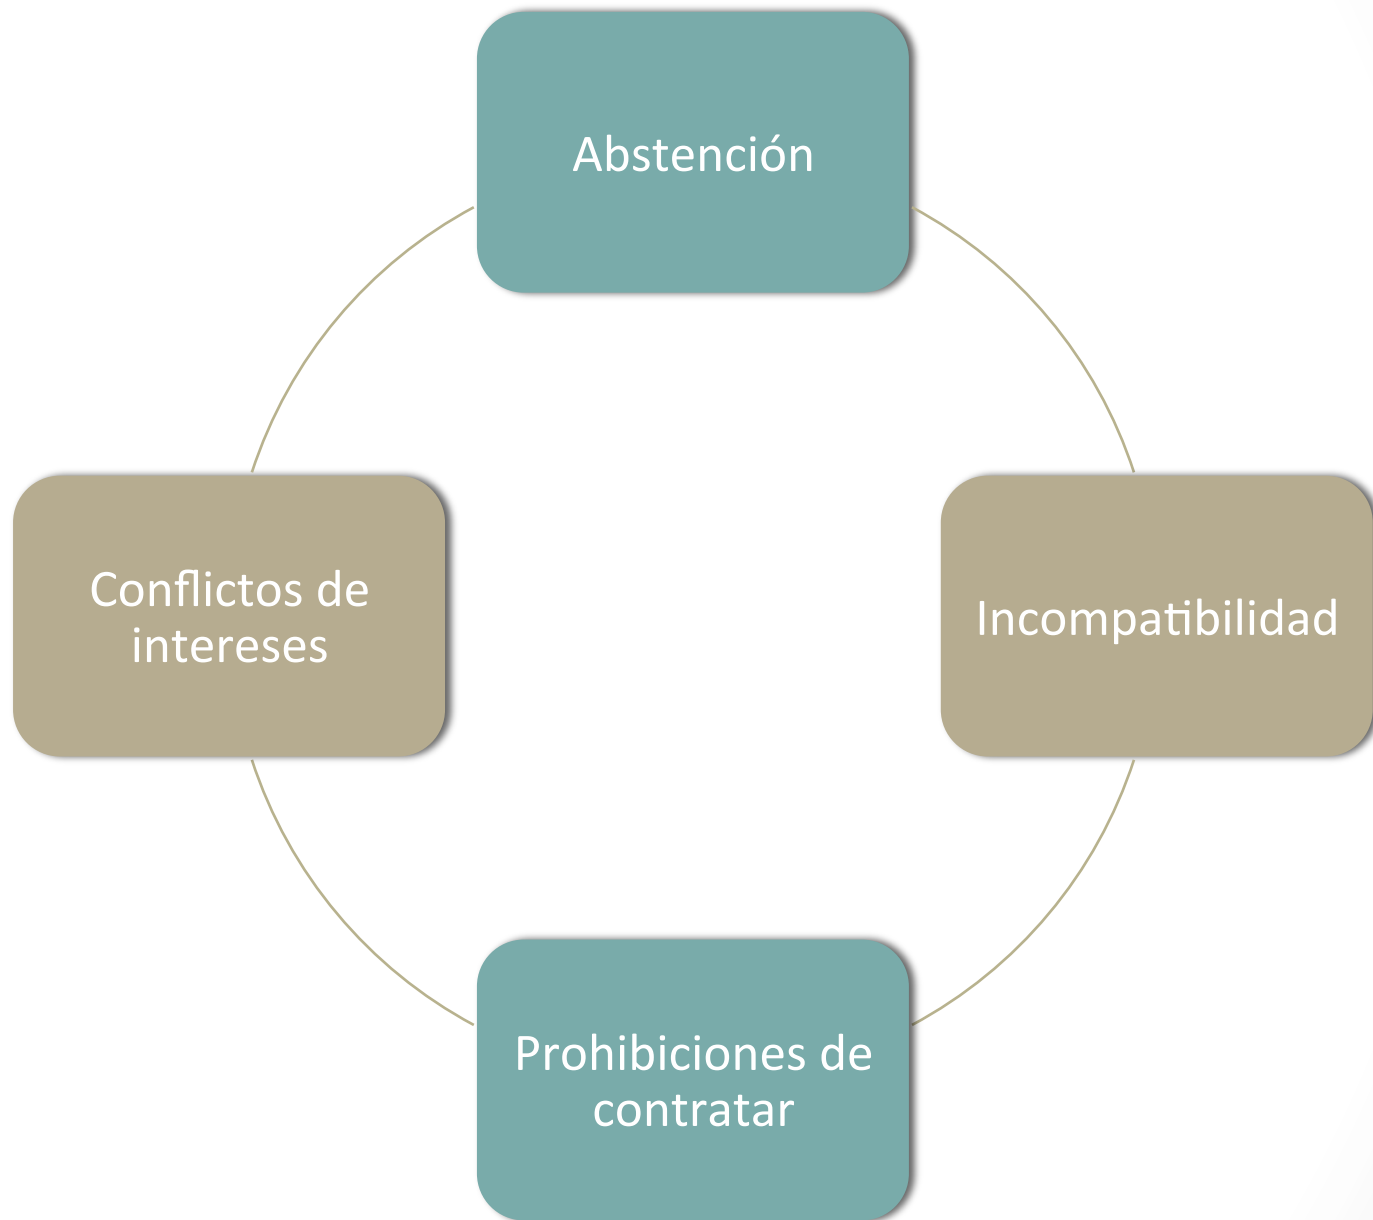 Abstención
Conflictos de
intereses
Incompatibilidad
Prohibiciones de
contratar